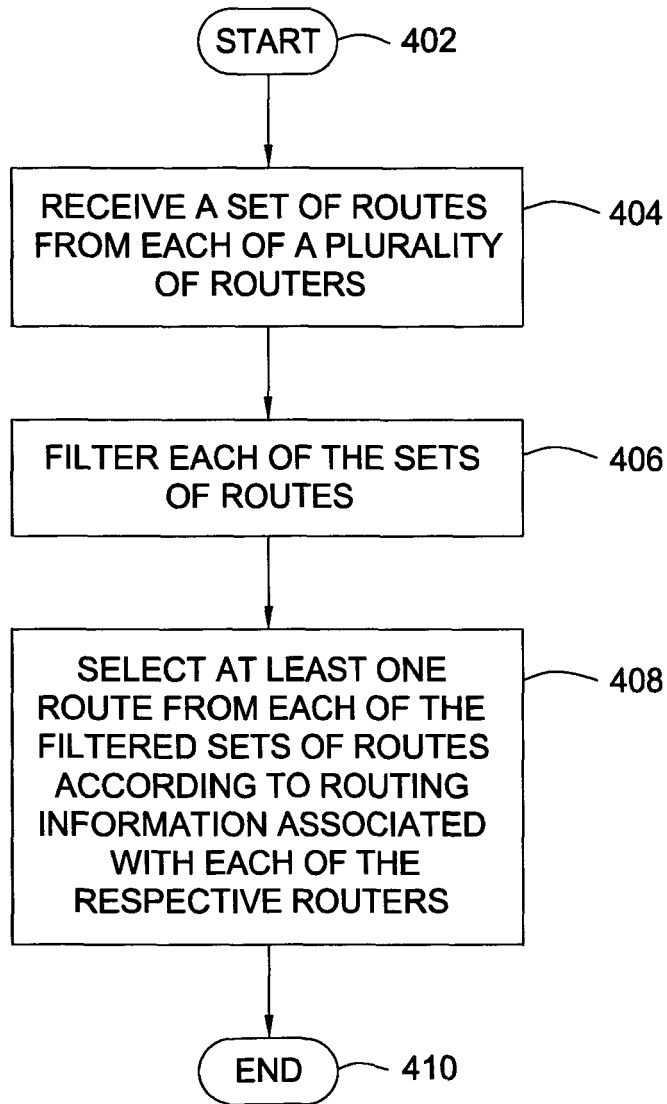 START
402
RECEIVE A SET OF ROUTES
FROM EACH OF A PLURALITY
OF ROUTERS
404
FILTER EACH OF THE SETS
OF ROUTES
406
SELECT AT LEAST ONE
ROUTE FROM EACH OF THE
FILTERED SETS OF ROUTES
ACCORDING TO ROUTING
INFORMATION ASSOCIATED
WITH EACH OF THE
RESPECTIVE ROUTERS
408
END
410